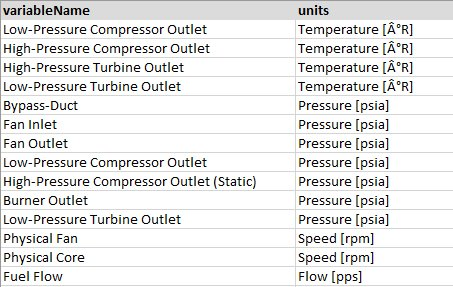 variableName units
Low-Pressure Compressor Outlet Temperature [Â°R]
High-Pressure Compressor Outlet Temperature [Â°R]
High-Pressure Turbine Outlet Temperature [Â°R]
Low-Pressure Turbine Outlet Temperature [Â°R]
Bypass-Duct Pressure [psia]
Fan Inlet Pressure [psia]
Fan Outlet Pressure [psia]
Low-Pressure Compressor Outlet Pressure [psia]
High-Pressure Compressor Outlet (Static) Pressure [psia]
Burner Outlet Pressure [psia]
Low-Pressure Turbine Outlet Pressure [psia]
Physical Fan Speed [rpm]
Physical Core Speed [rpm]
Fuel Flow Flow [pps]